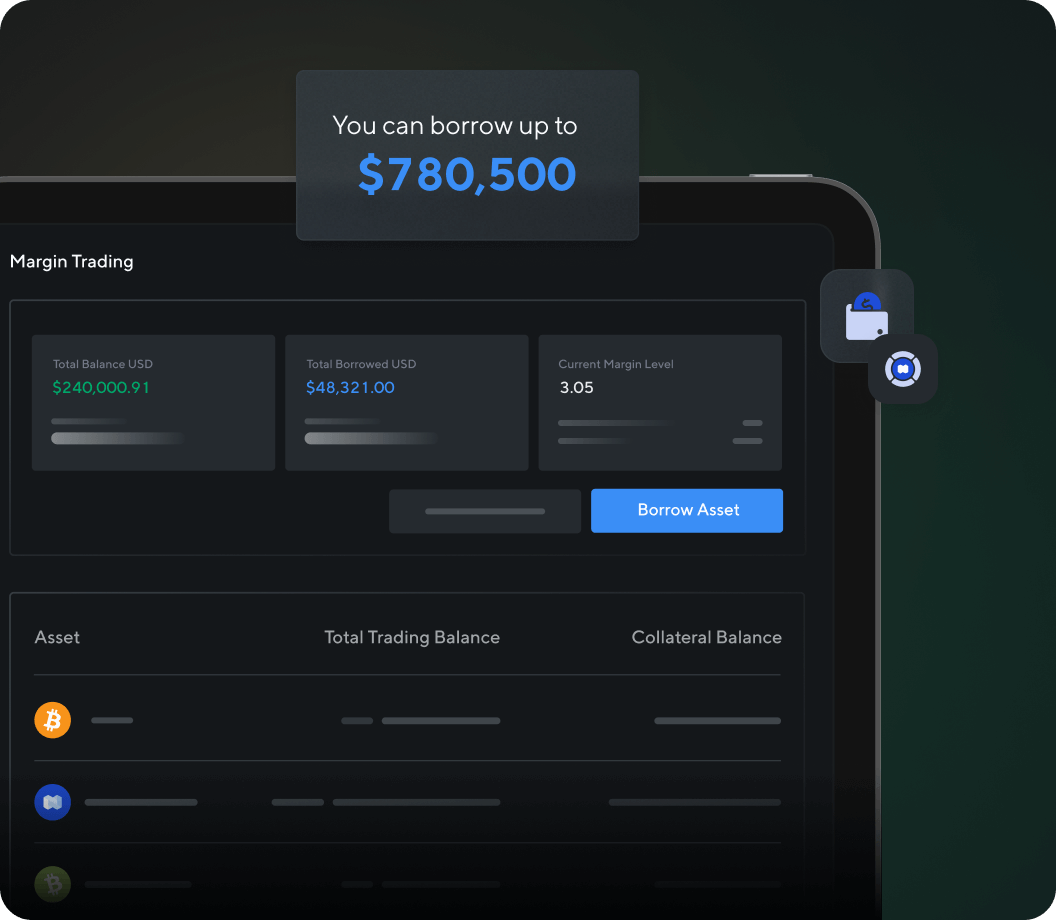 You can borrow up to
$780,500
Margin Trading
Total Balance USD
$240,000.91
Total Borrowed USD
$48,321.00
Current Margin Level
3.05
Borrow Asset
Asset
Total Trading Balance
Collateral Balance